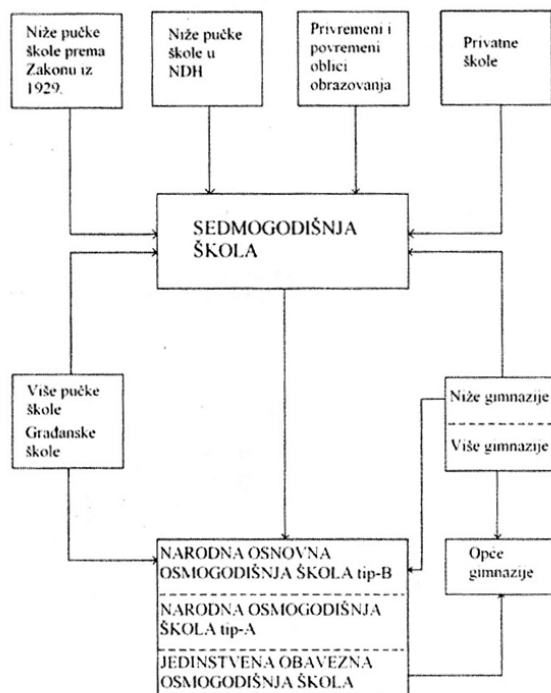 Niže pučke
škole prema
Zakonu iz
1929.
Niže pučke
škole u
NDH
Privremeni i
povremeni
oblici
obrazovanja
Privatne
škole
SEDMOGODIŠNJA
ŠKOLA
Više pučke
škole
Građanske
škole
Niže gimnazije
Više gimnazije
NARODNA OSNOVNA
OSMOGODIŠNJA ŠKOLA tip-B
NARODNA OSMOGODIŠNJA
ŠKOLA tip-A
JEDINSTVENA OBAVEZNA
OSMOGODIŠNJA ŠKOLA
Opće
gimnazije